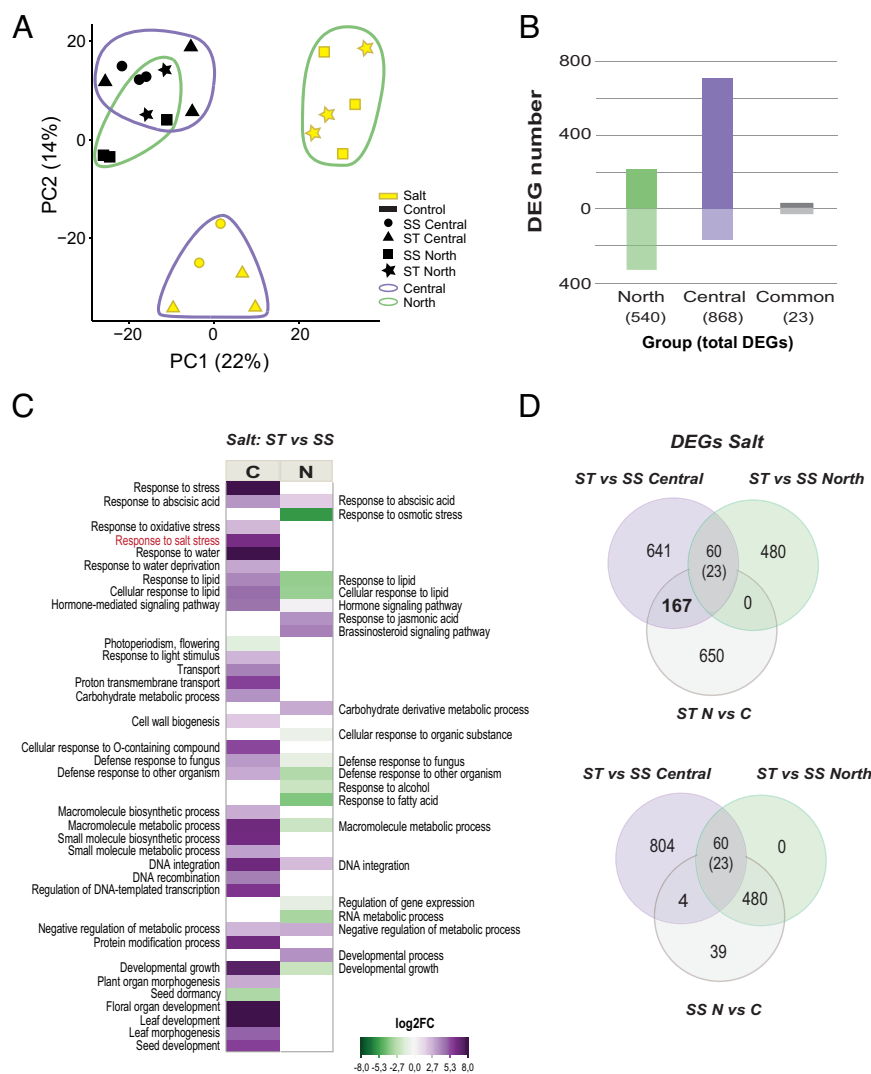 A
20
0
−20
PC2 (14%)
−20
0
20
PC1 (22%)
Salt
Control
SS Central
ST Central
SS North
ST North
Central
North
B
800
400
0
400
DEG number
North
(540)
Central
(868)
Common
(23)
Group (total DEGs)
C
Salt: ST vs SS
C
N
Response to stress
Response to abscisic acid
Response to oxidative stress
Response to salt stress
Response to water
Response to water deprivation
Response to lipid
Cellular response to lipid
Hormone-mediated signaling pathway
Photoperiodism, flowering
Response to light stimulus
Transport
Proton transmembrane transport
Carbohydrate metabolic process
Cell wall biogenesis
Cellular response to O-containing compound
Defense response to fungus
Defense response to other organism
Macromolecule biosynthetic process
Macromolecule metabolic process
Small molecule biosynthetic process
Small molecule metabolic process
DNA integration
DNA recombination
Regulation of DNA-templated transcription
Negative regulation of metabolic process
Protein modification process
Developmental growth
Plant organ morphogenesis
Seed dormancy
Floral organ development
Leaf development
Leaf morphogenesis
Seed development
Response to abscisic acid
Response to osmotic stress
Response to lipid
Cellular response to lipid
Hormone signaling pathway
Response to jasmonic acid
Brassinosteroid signaling pathway
Carbohydrate derivative metabolic process
Cellular response to organic substance
Defense response to fungus
Defense response to other organism
Response to alcohol
Response to fatty acid
Macromolecule metabolic process
DNA integration
Regulation of gene expression
RNA metabolic process
Negative regulation of metabolic process
Developmental process
Developmental growth
log2FC
-8,0 -5,3 -2,7 0,0 2,7 5,3 8,0
D
DEGs Salt
ST vs SS Central
ST vs SS North
641
60
(23)
480
167
0
650
ST N vs C
ST vs SS Central
ST vs SS North
804
60
(23)
0
4
480
39
SS N vs C